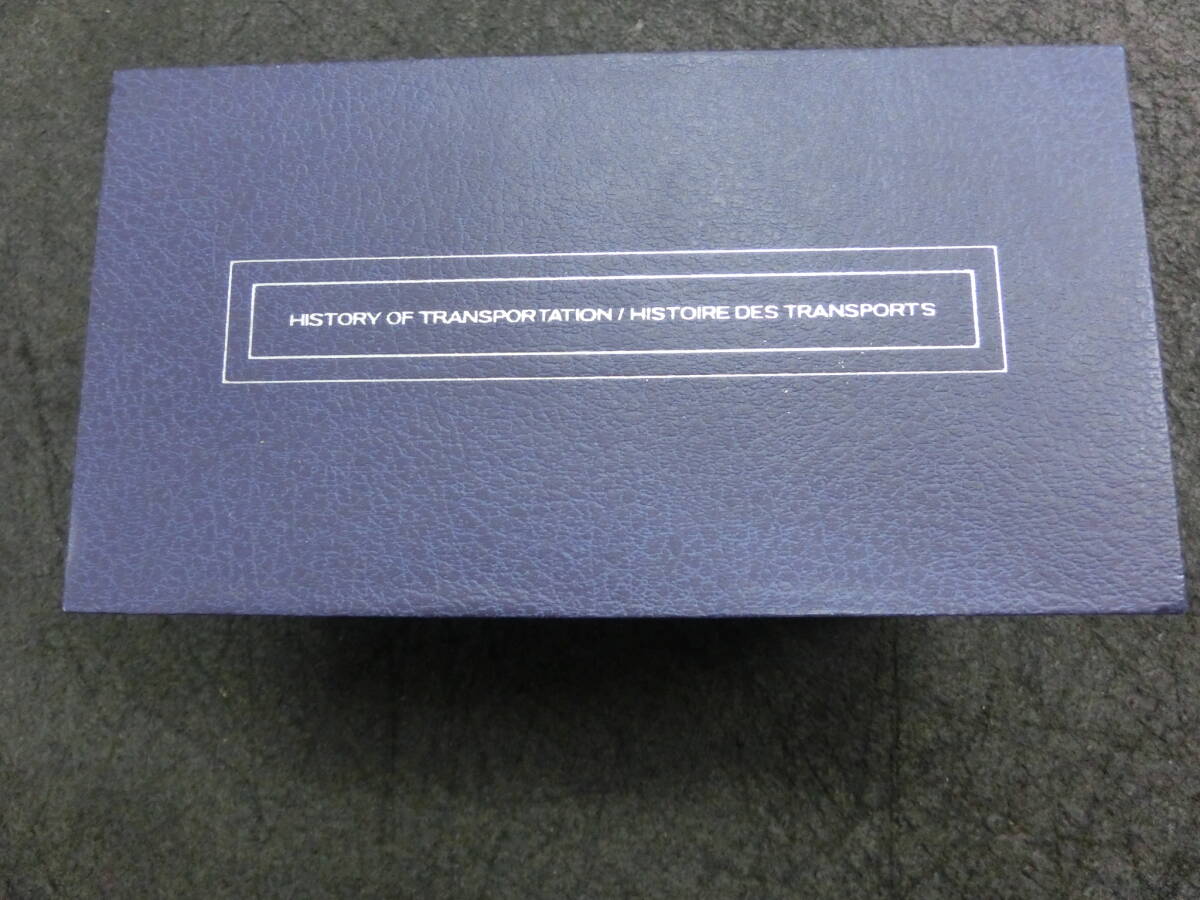 HISTORY OF TRANSPORTATION / HISTOIRE DES TRANSPORTS